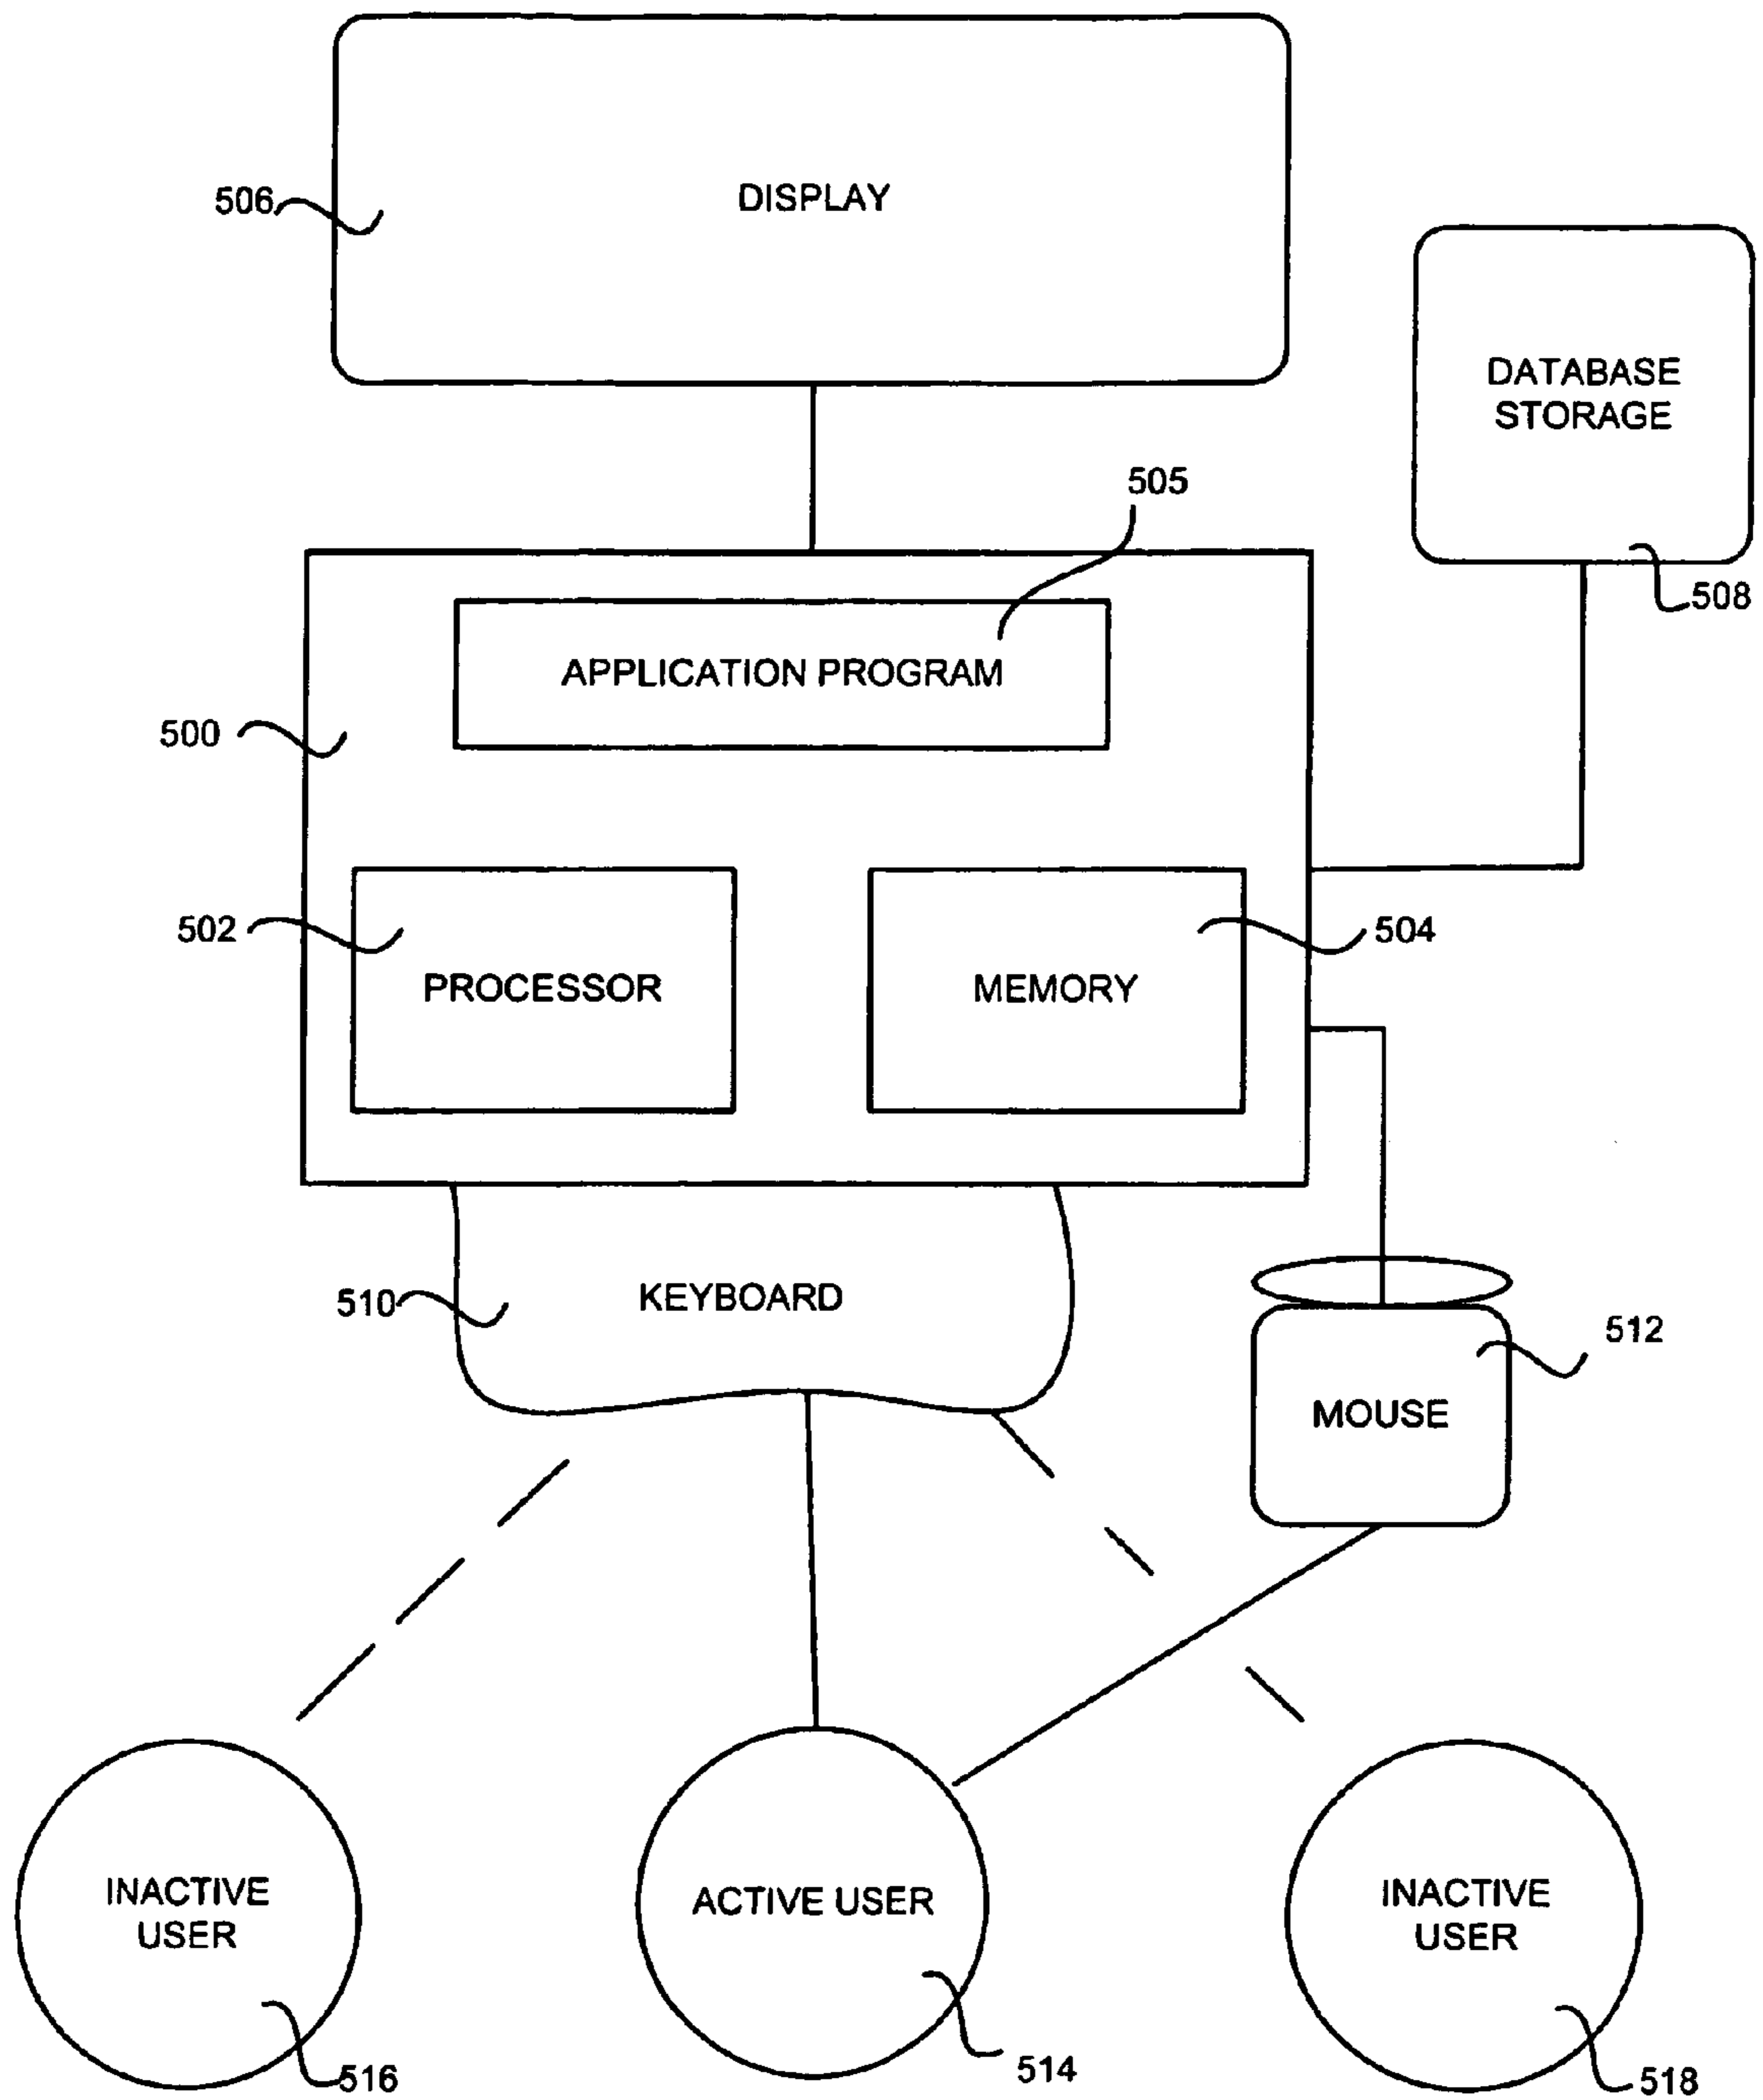 506
DISPLAY
DATABASE
STORAGE
505
508
APPLICATION PROGRAM
500
502
504
PROCESSOR
MEMORY
510
KEYBOARD
512
MOUSE
INACTIVE
USER
ACTIVE USER
INACTIVE
USER
516
514
518